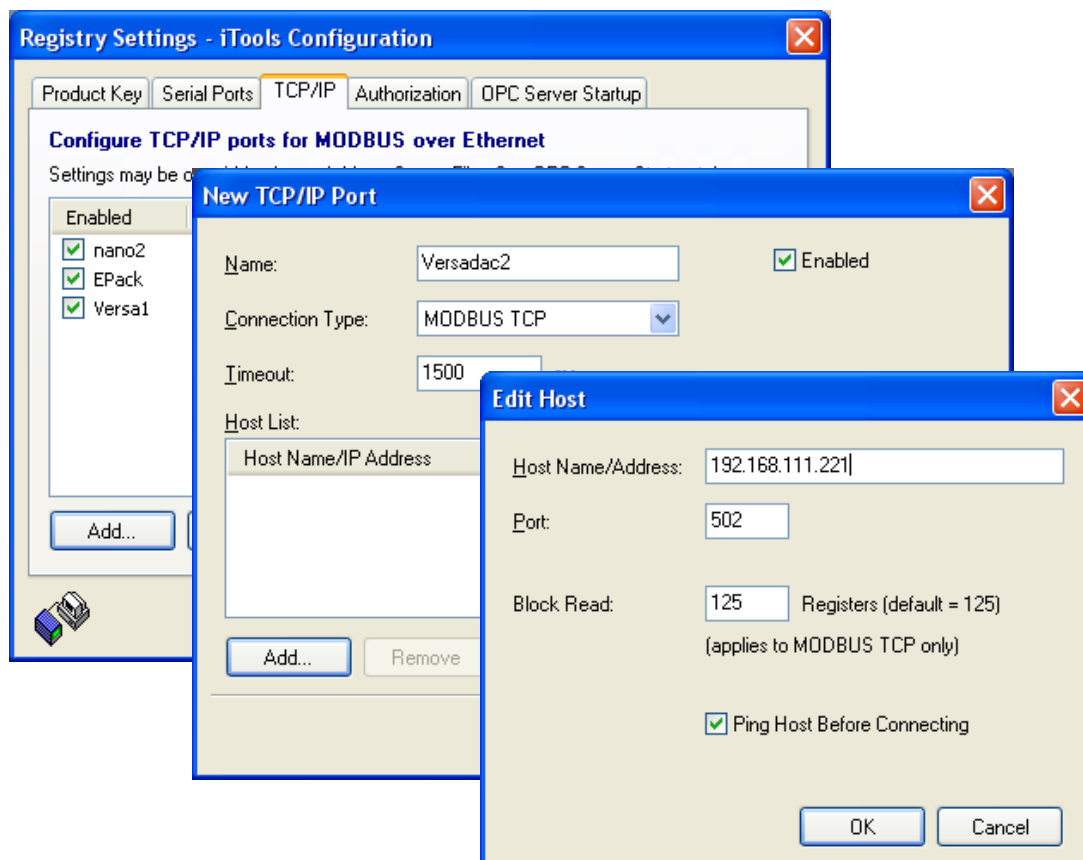 Registry Settings - iTools Configuration
Product Key Serial Ports TCP/IP Authorization OPC Server Startup
Configure TCP/IP ports for MODBUS over Ethernet
Settings may be
Enabled
nano2
EPack
Versa1
Add...
New TCP/IP Port
Name: Versadac2 Enabled
Connection Type: MODBUS TCP
Timeout: 1500
Host List:
Host Name/IP Address
Add... Remove
Edit Host
Host Name/Address: 192.168.111.221
Port: 502
Block Read: 125 Registers (default = 125)
(applies to MODBUS TCP only)
Ping Host Before Connecting
OK Cancel